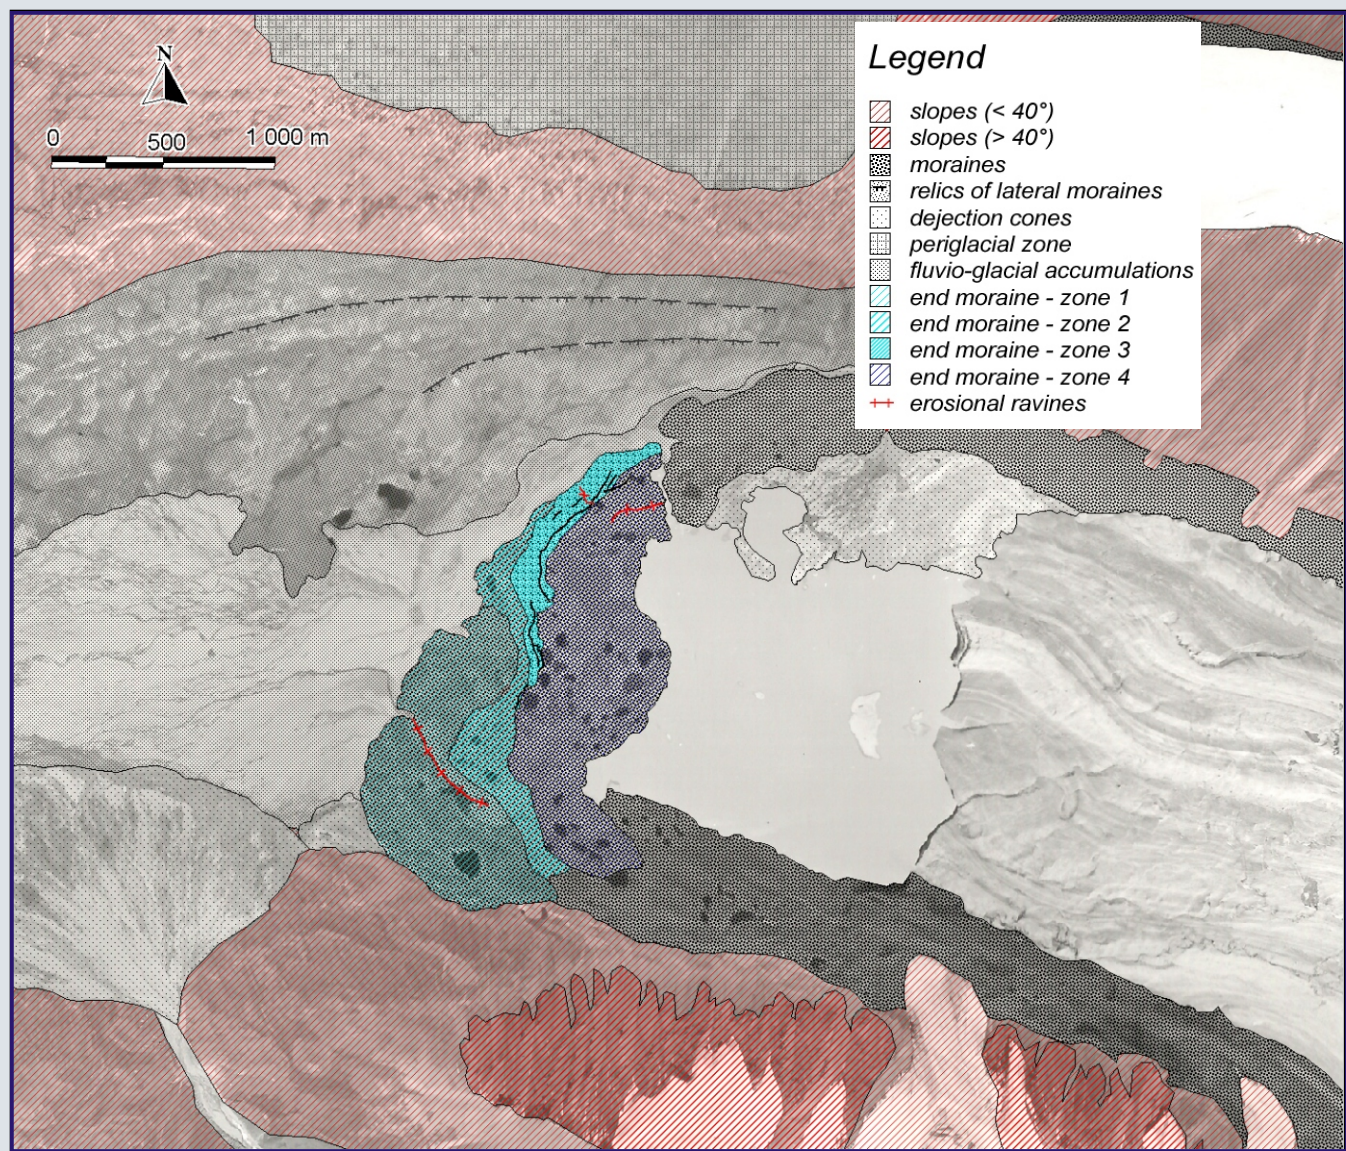 N
0 500 1 000 m
Legend
slopes (< 40°)
slopes (> 40°)
moraines
relics of lateral moraines
dejection cones
periglacial zone
fluvio-glacial accumulations
end moraine - zone 1
end moraine - zone 2
end moraine - zone 3
end moraine - zone 4
erosional ravines